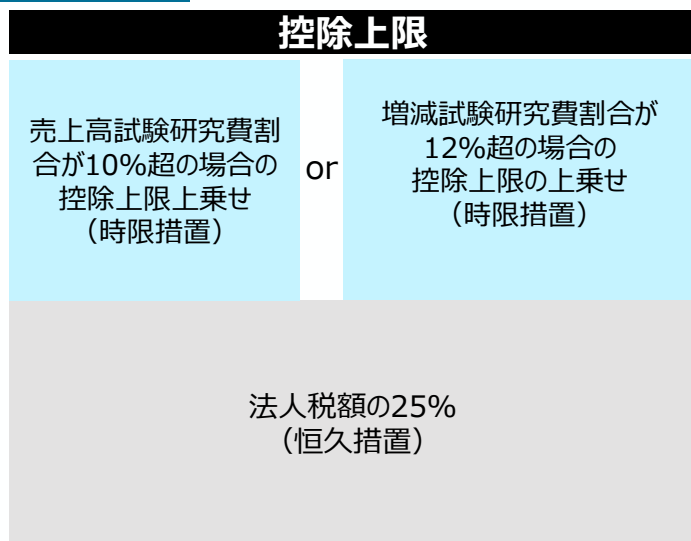 控除上限
売上高試験研究費割
合が10%超の場合の
控除上限上乗せ
（時限措置）
or
増減試験研究費割合が
12%超の場合の
控除上限の上乗せ
（時限措置）
法人税額の25%
（恒久措置）